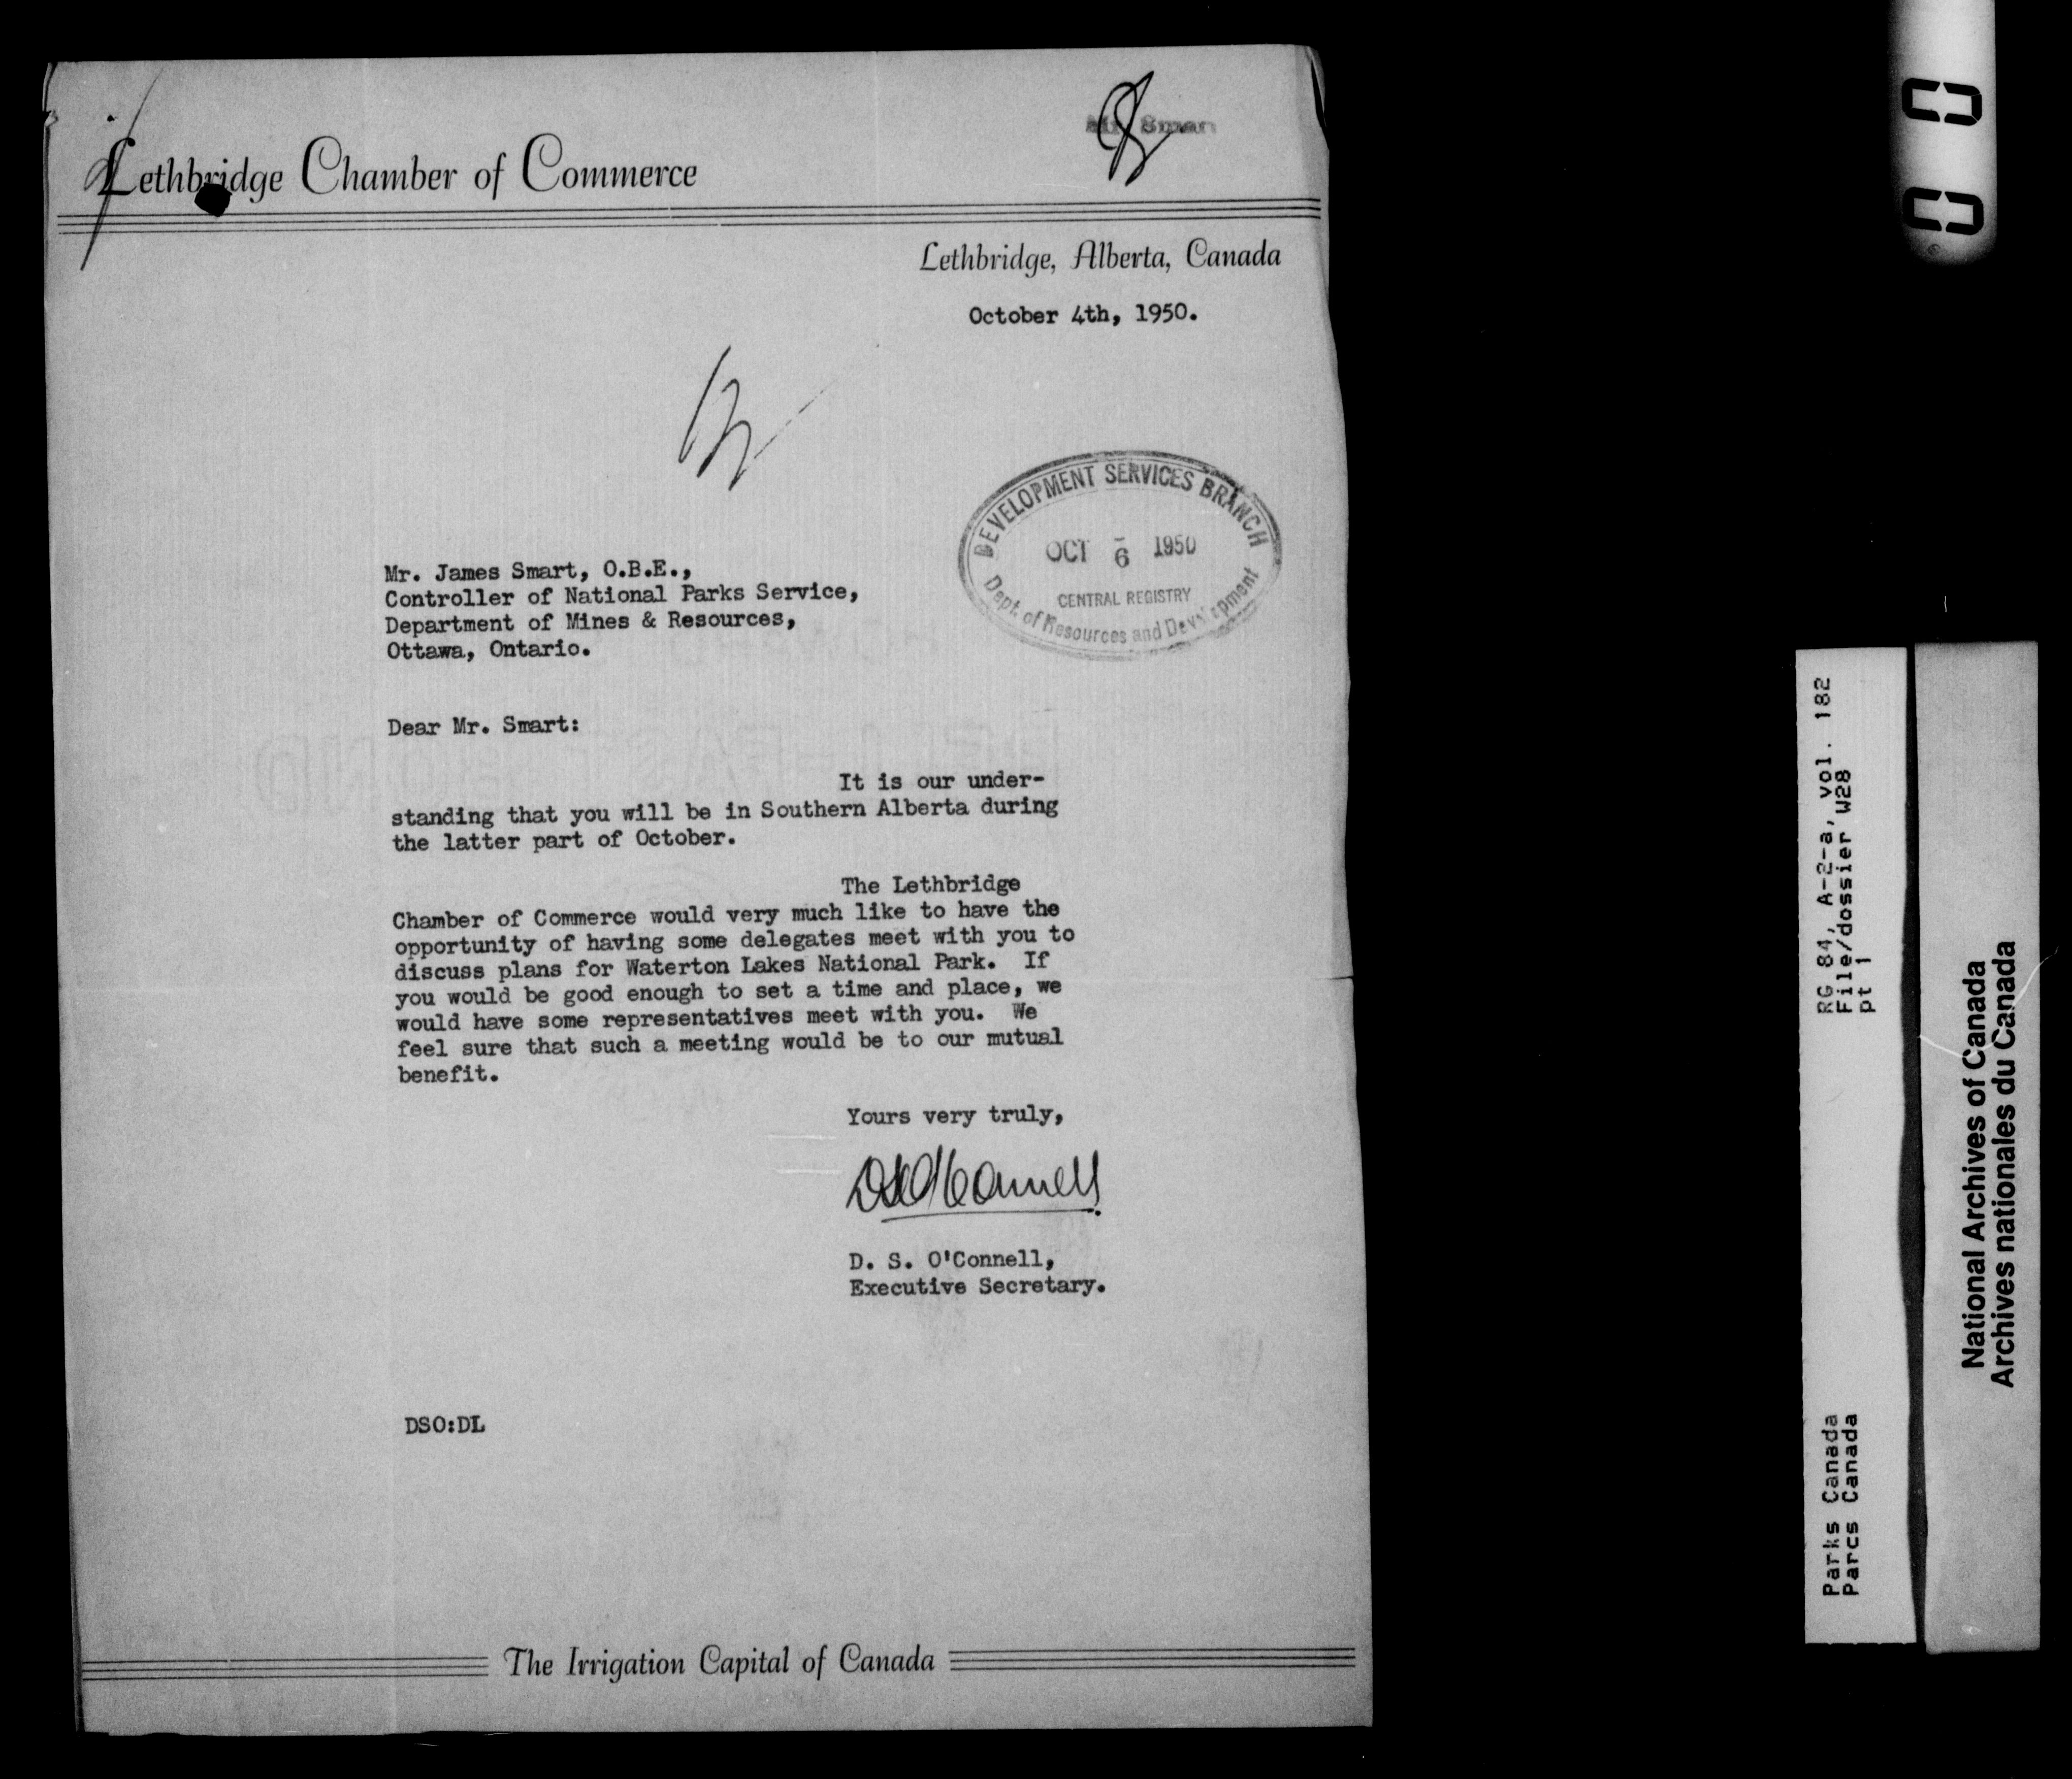 Mr. Smart
Lethbridge Chamber of Commerce
Lethbridge, Alberta, Canada
October 4th, 1950.
DEVELOPMENT SERVICES BRANCH
OCT 6 1950
CENTRAL REGISTRY
Dept. of Resources and Development
Mr. James Smart, O.B.E.,
Controller of National Parks Service,
Department of Mines & Resources,
Ottawa, Ontario.
Dear Mr. Smart:
It is our under-
standing that you will be in Southern Alberta during
the latter part of October.
The Lethbridge
Chamber of Commerce would very much like to have the
opportunity of having some delegates meet with you to
discuss plans for Waterton Lakes National Park. If
you would be good enough to set a time and place, we
would have some representatives meet with you. We
feel sure that such a meeting would be to our mutual
benefit.
Yours very truly,
DSO'Connell
D. S. O'Connell,
Executive Secretary.
DSO:DL
The Irrigation Capital of Canada
RG 84, A-2-a, vol. 182
File/dossier W28
pt 1
Parks Canada
Parcs Canada
National Archives of Canada
Archives nationales du Canada